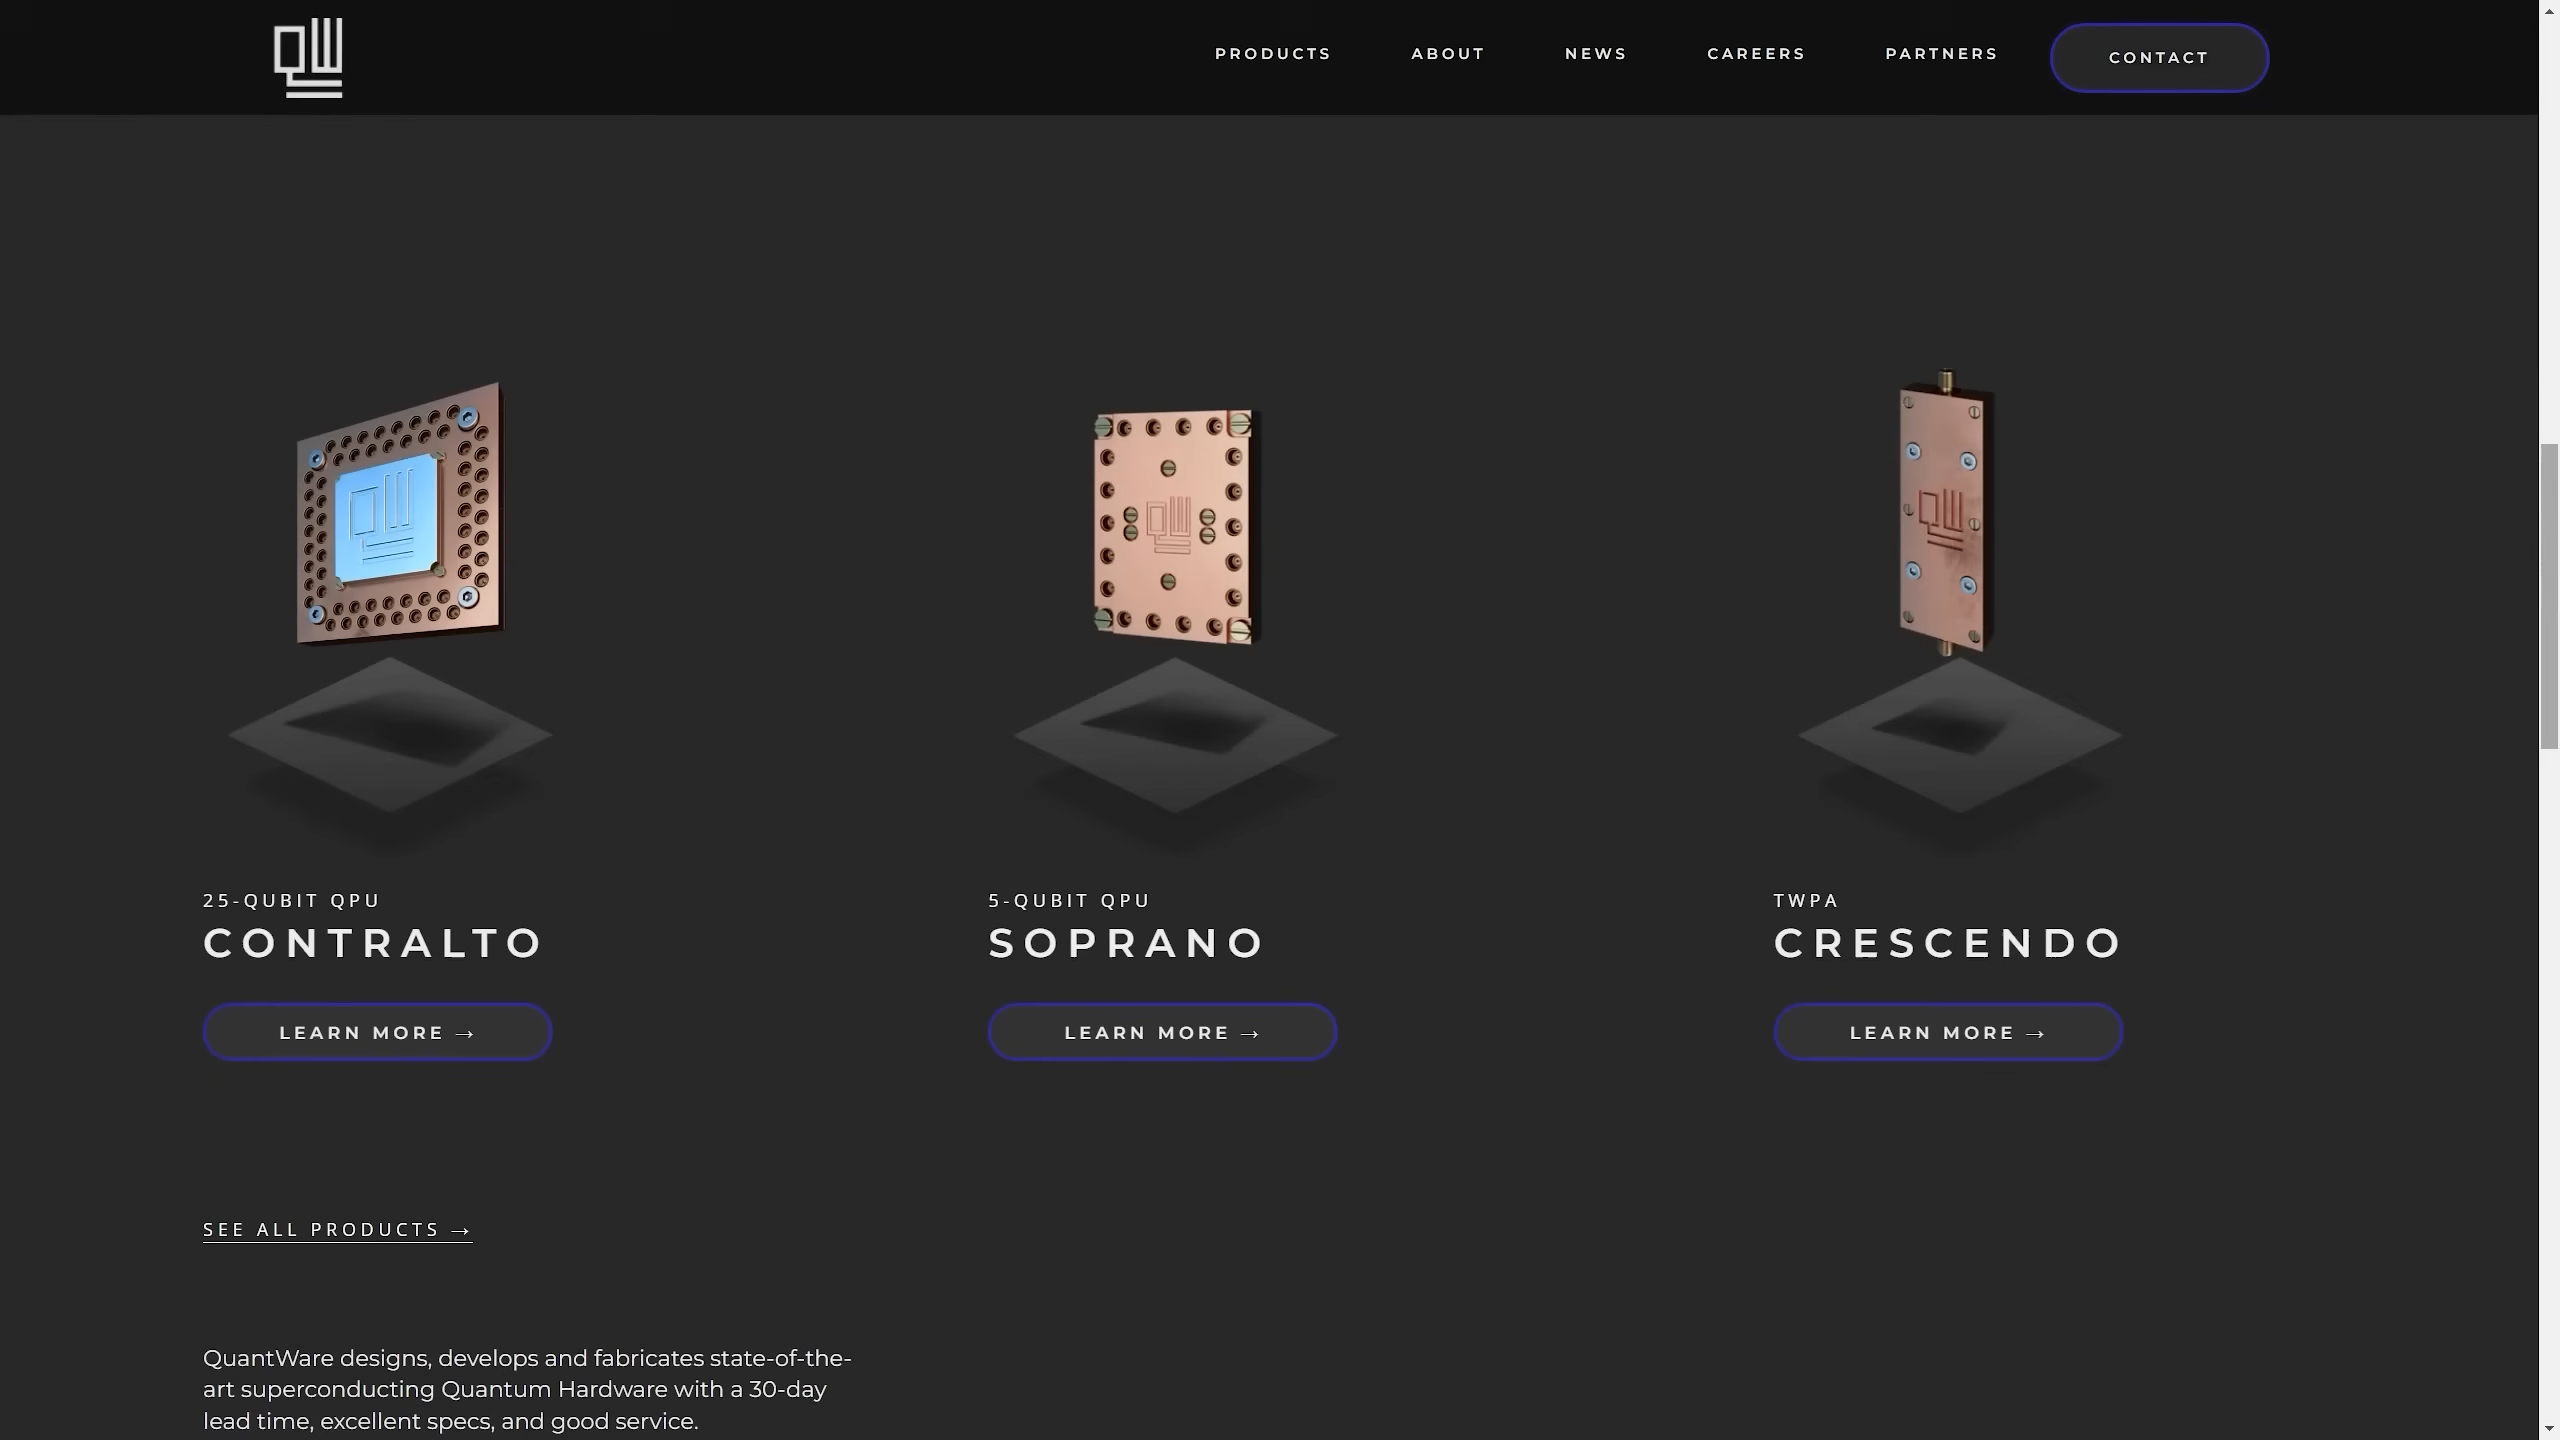 QW
PRODUCTS ABOUT NEWS CAREERS PARTNERS CONTACT
25-QUBIT QPU
CONTRALTO
LEARN MORE →
5-QUBIT QPU
SOPRANO
LEARN MORE →
TWPA
CRESCENDO
LEARN MORE →
SEE ALL PRODUCTS →
QuantWare designs, develops and fabricates state-of-the-
art superconducting Quantum Hardware with a 30-day
lead time, excellent specs, and good service.